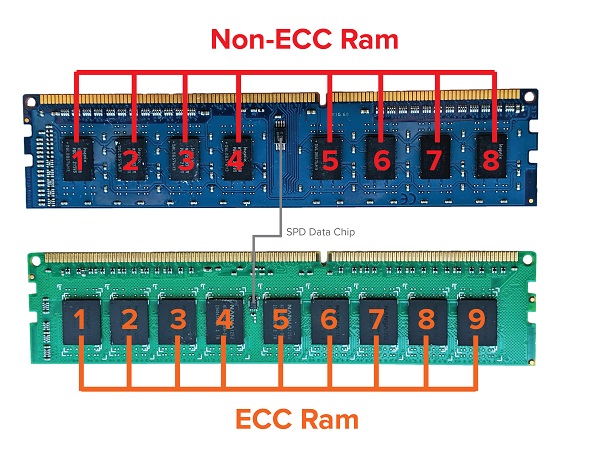 Non-ECC Ram
1 2 3 4 5 6 7 8
SPD Data Chip
1 2 3 4 5 6 7 8 9
ECC Ram